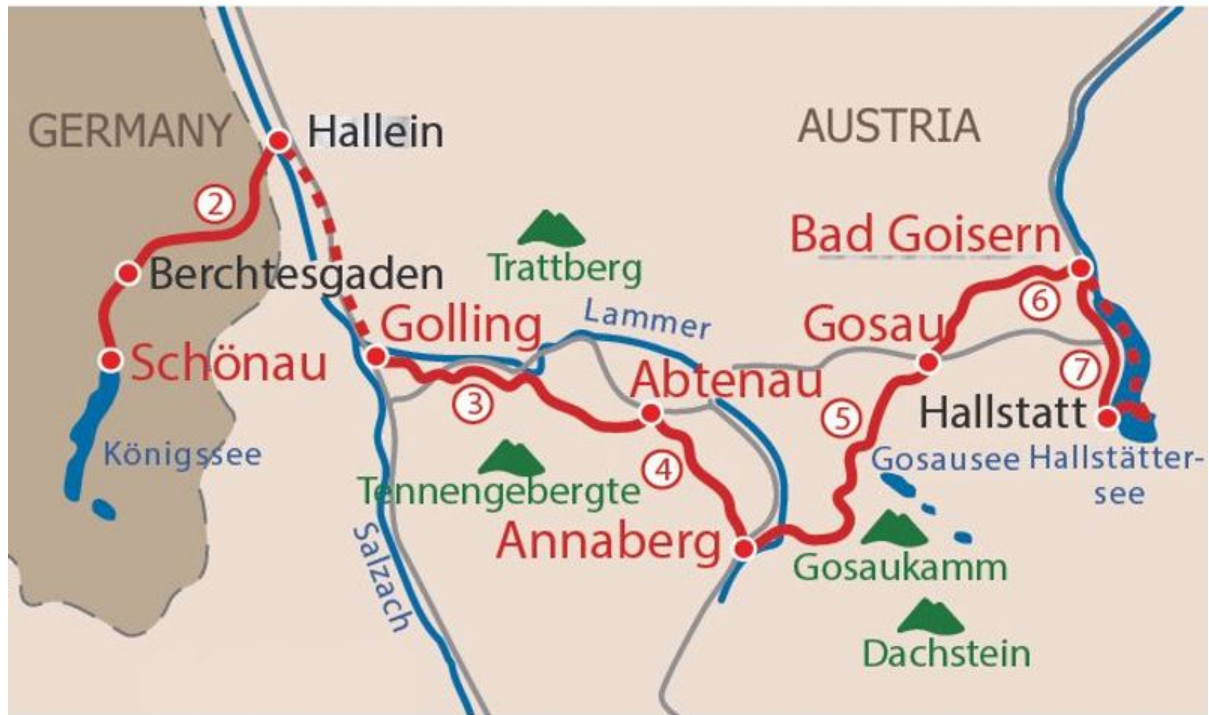 GERMANY
Hallein
AUSTRIA
2
Bad Goisern
Trattberg
Berchtesgaden
6
Lammer
Golling
Gosau
Schönau
Abtenau
7
3
5
Hallstatt
Königssee
4
Gosausee
Hallstätter-
see
Tennengebergte
Annaberg
Salzach
Gosaukamm
Dachstein